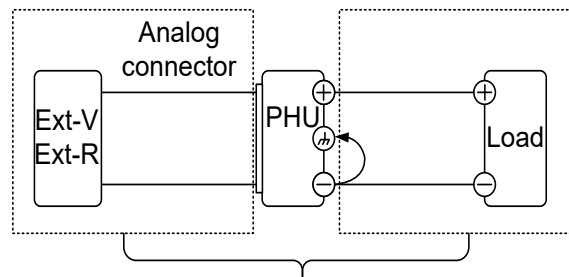 Analog
connector
Ext-V
Ext-R
PHU
Load
+
+
-
-